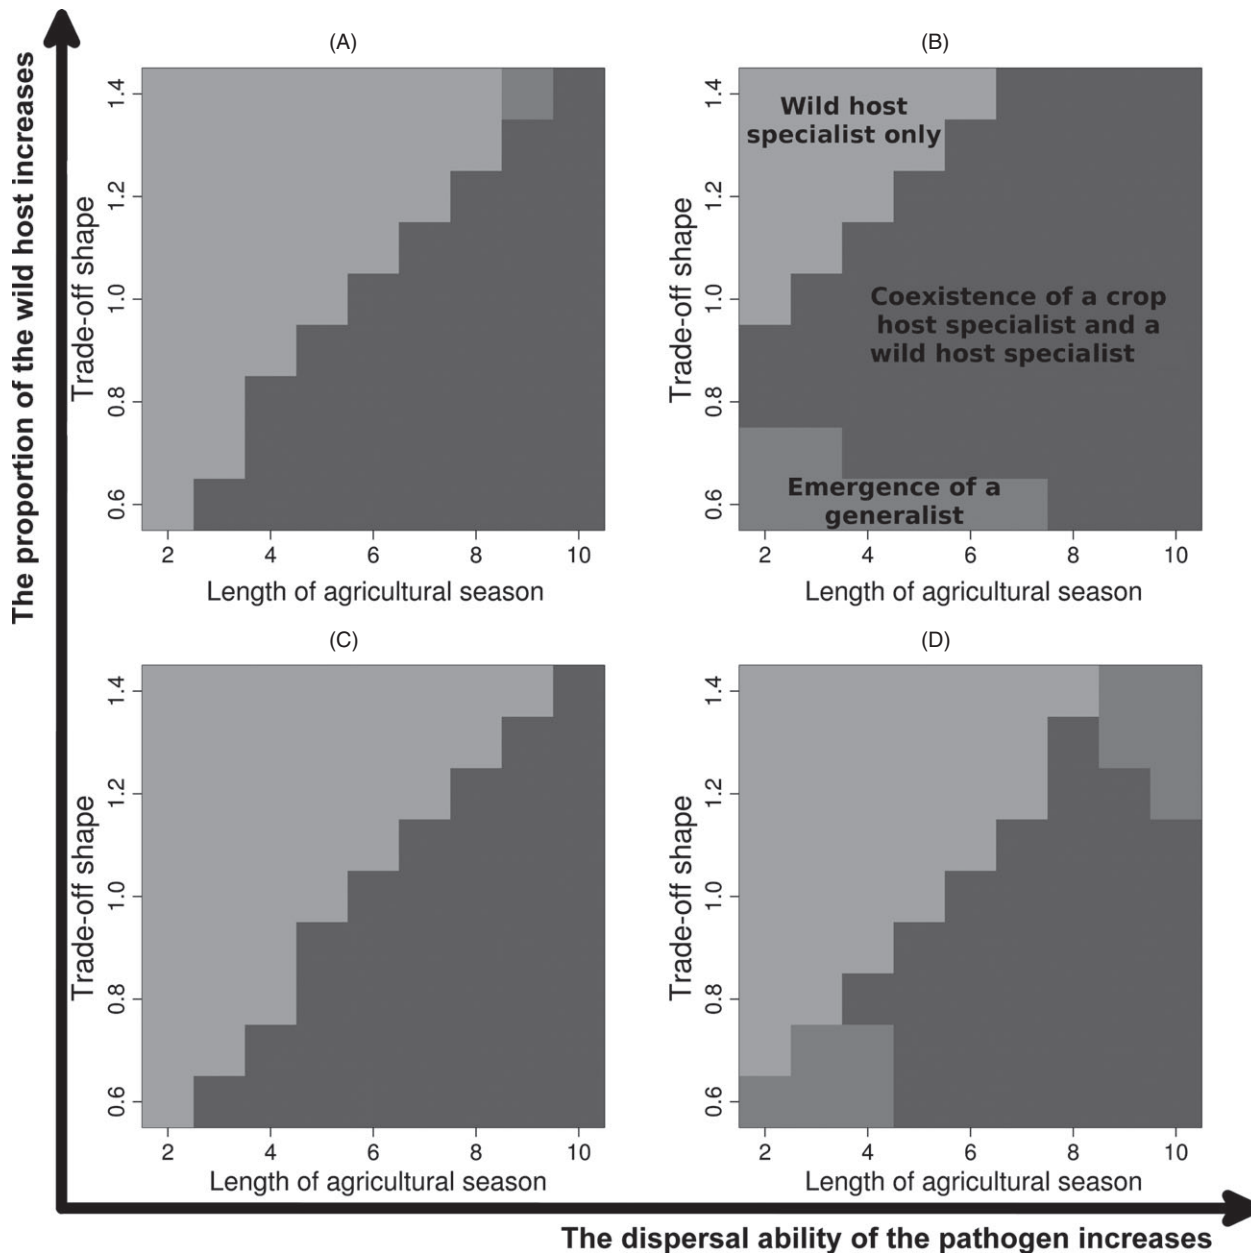 The proportion of the wild host increases
(A)
Trade-off shape
1.4
1.2
1.0
0.8
0.6
2 4 6 8 10
Length of agricultural season
(B)
Trade-off shape
1.4
1.2
1.0
0.8
0.6
Wild host
specialist only
Coexistence of a crop
host specialist and a
wild host specialist
Emergence of a
generalist
2 4 6 8 10
Length of agricultural season
(C)
Trade-off shape
1.4
1.2
1.0
0.8
0.6
2 4 6 8 10
Length of agricultural season
(D)
Trade-off shape
1.4
1.2
1.0
0.8
0.6
2 4 6 8 10
Length of agricultural season
The dispersal ability of the pathogen increases